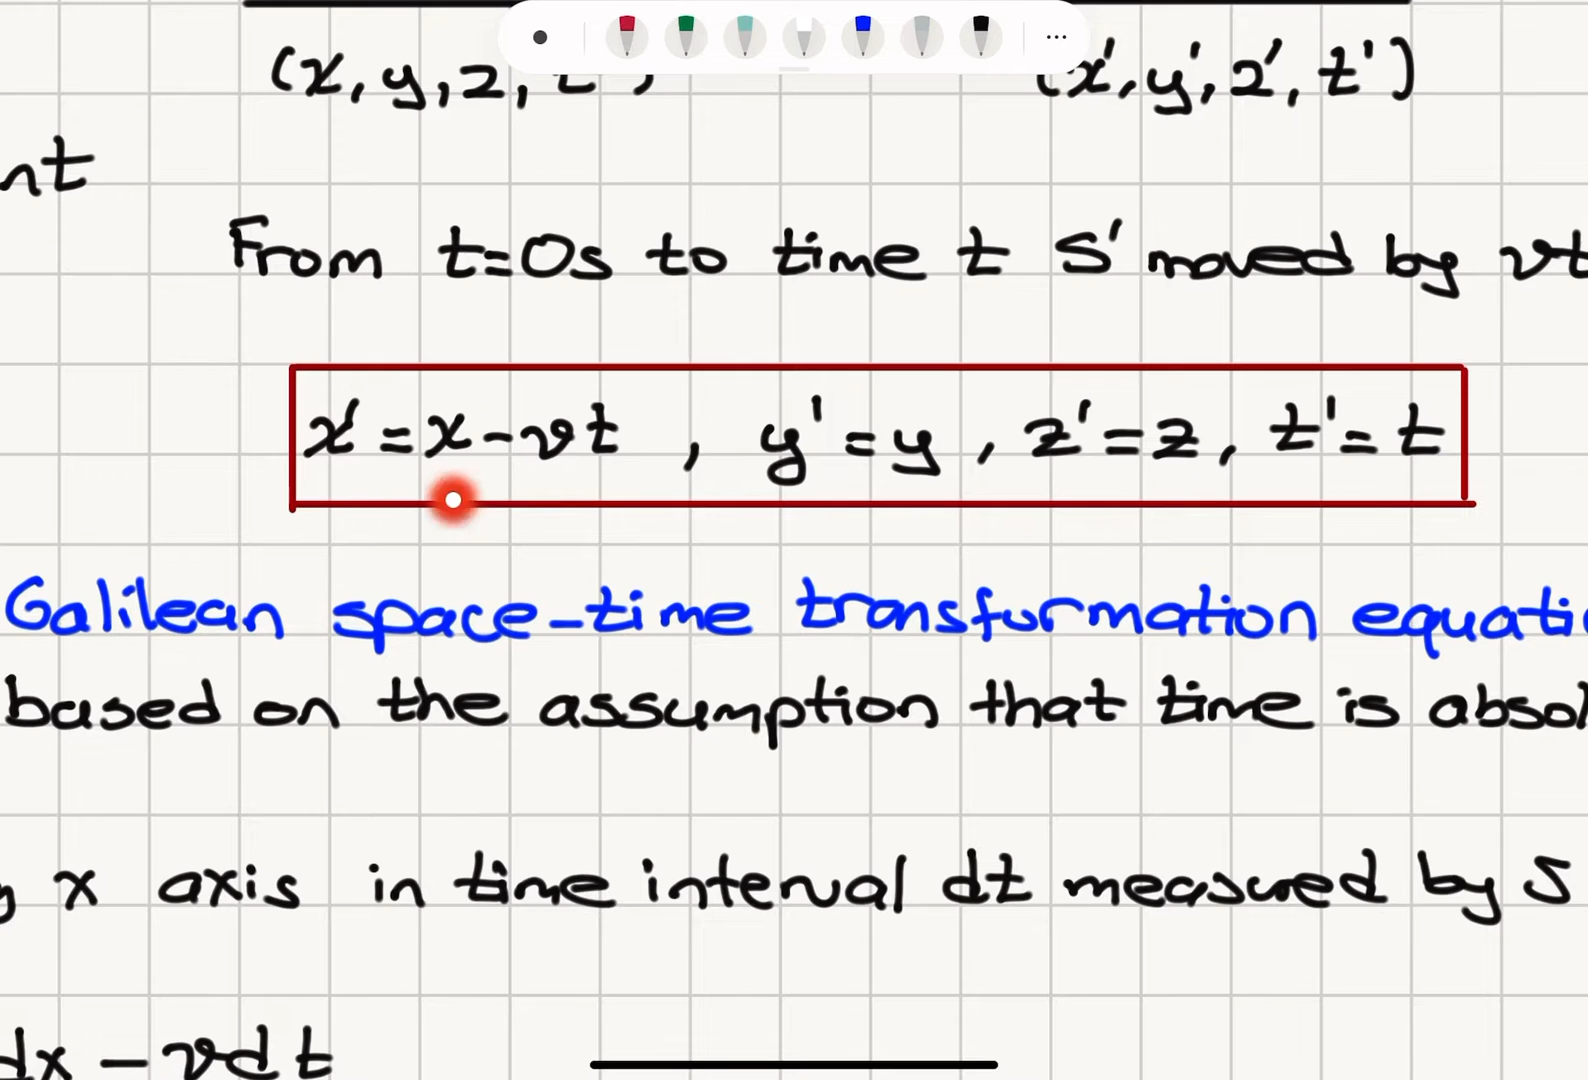 (x, y, z, t)
(x', y', z', t')
nt
From t=0s to time t S' moved by vt
x' = x - vt , y' = y , z' = z , t' = t
Galilean space-time transformation equati
based on the assumption that time is absol
x axis in time interval dt measured by S
dx - vdt